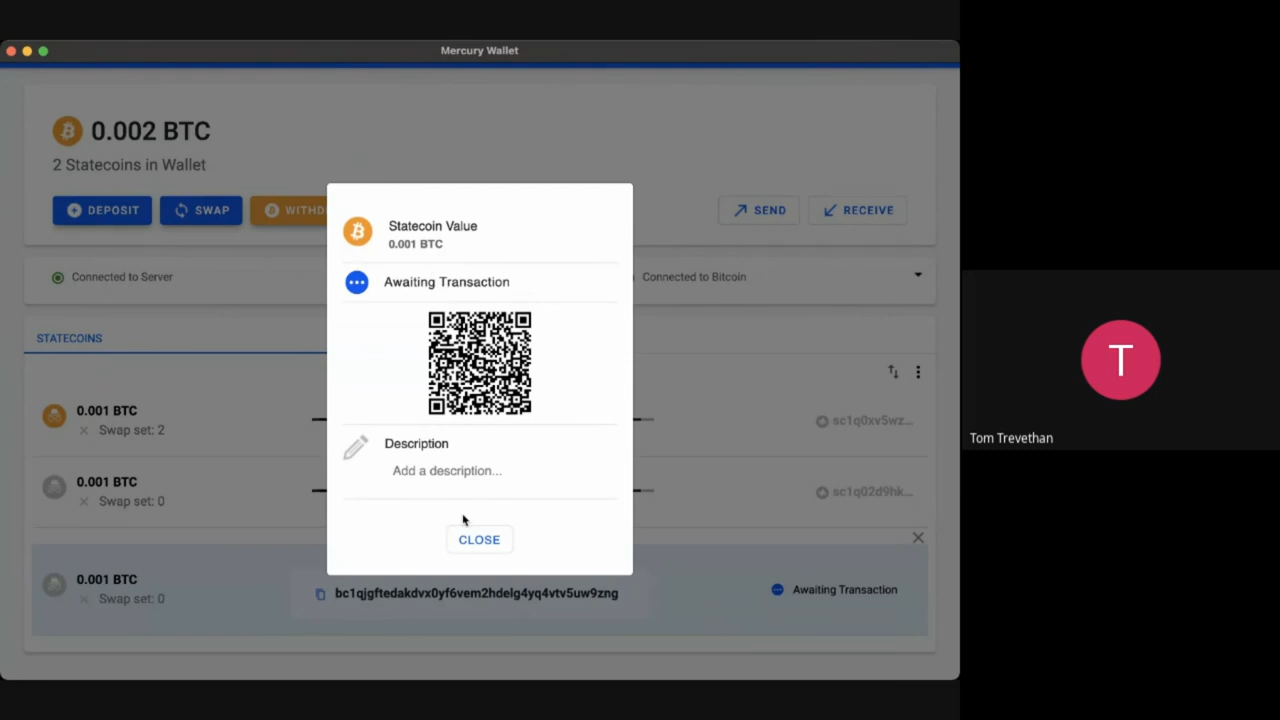 Mercury Wallet
0.002 BTC
2 Statecoins in Wallet
DEPOSIT
SWAP
SEND
RECEIVE
Connected to Server
Connected to Bitcoin
STATECOINS
0.001 BTC
Swap set: 2
sc1q0xv5wz...
0.001 BTC
Swap set: 0
sc1q02d9hk...
0.001 BTC
Swap set: 0
bc1qjgftedakdvx0yf6vem2hdelg4yq4vtv5uw9zng
Awaiting Transaction
Statecoin Value
0.001 BTC
Awaiting Transaction
Description
Add a description...
CLOSE
T
Tom Trevethan